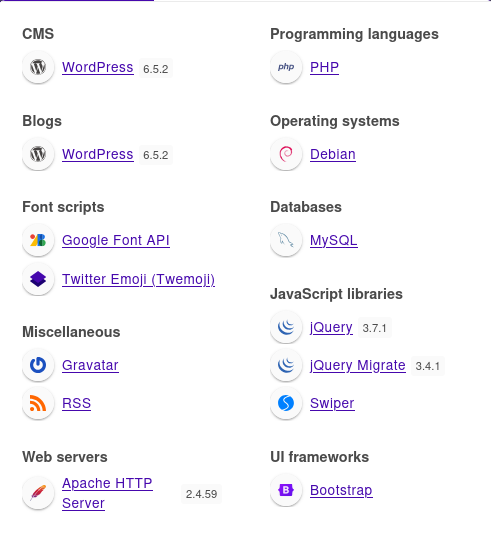 CMS
WordPress 6.5.2
Blogs
WordPress 6.5.2
Font scripts
Google Font API
Twitter Emoji (Twemoji)
Miscellaneous
Gravatar
RSS
Web servers
Apache HTTP
Server
2.4.59
Programming languages
php PHP
Operating systems
Debian
Databases
MySQL
JavaScript libraries
jQuery 3.7.1
jQuery Migrate 3.4.1
Swiper
UI frameworks
B Bootstrap